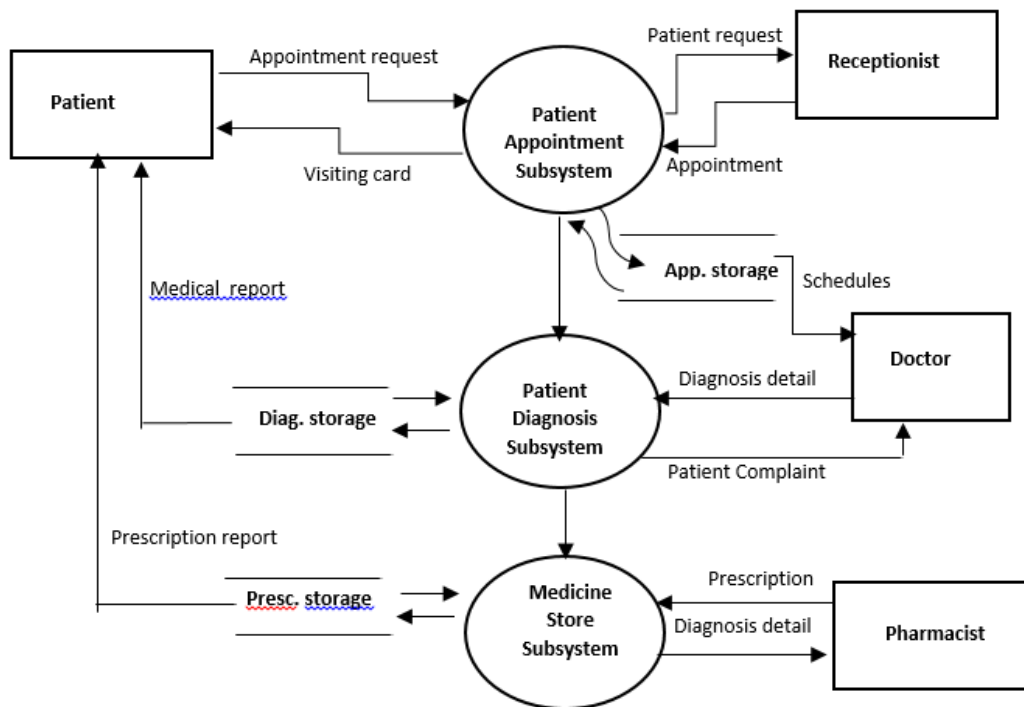 Patient request
Receptionist
Appointment request
Patient
Patient
Appointment
Subsystem
Visiting card
Appointment
App. storage
Schedules
Medical report
Doctor
Diagnosis detail
Patient
Diagnosis
Subsystem
Diag. storage
Patient Complaint
Prescription report
Presc. storage
Medicine
Store
Subsystem
Prescription
Diagnosis detail
Pharmacist